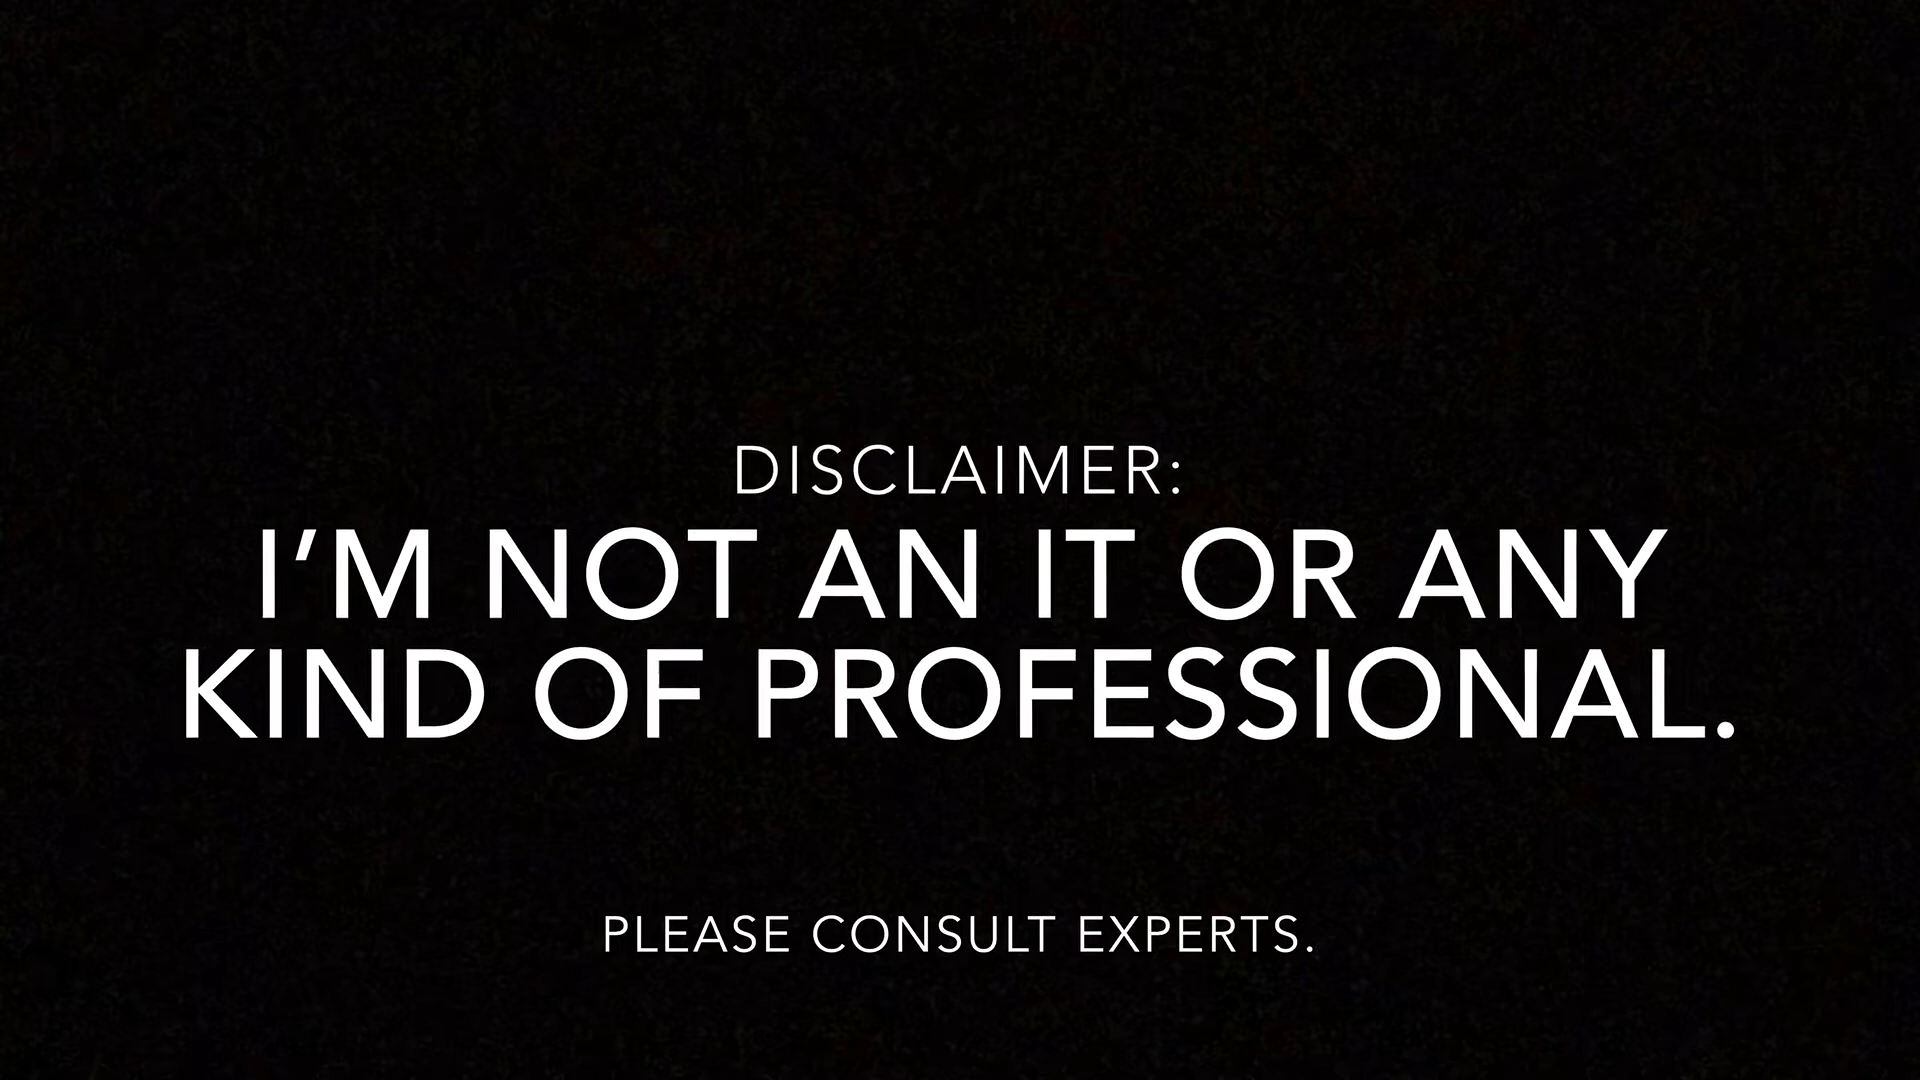 DISCLAIMER:
I’M NOT AN IT OR ANY
KIND OF PROFESSIONAL.
PLEASE CONSULT EXPERTS.